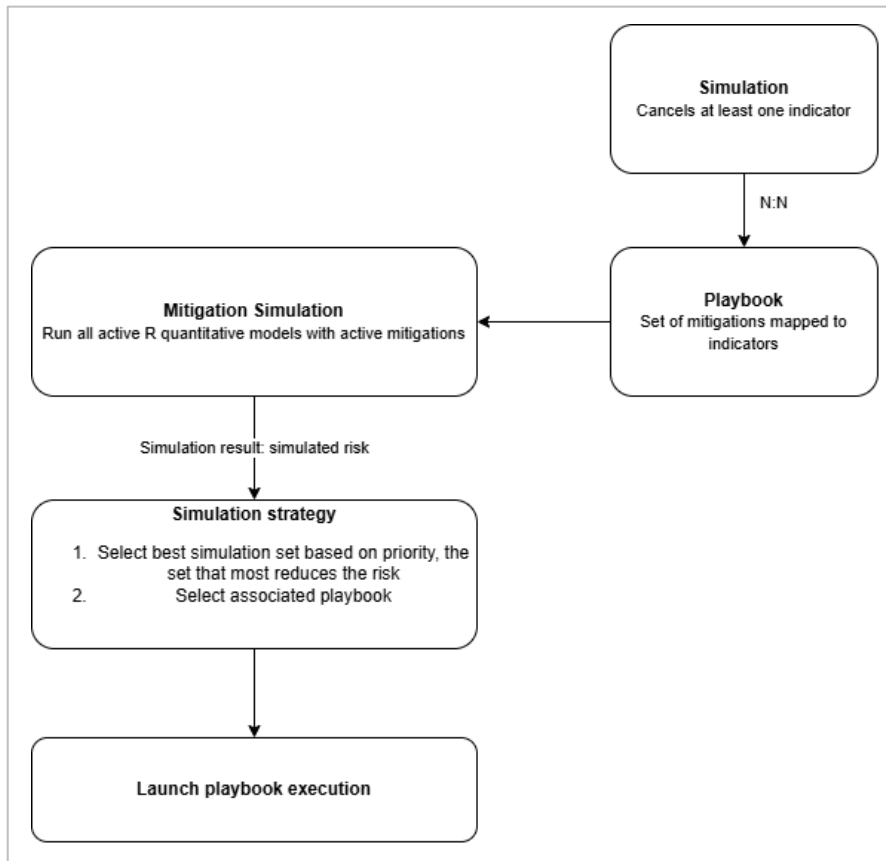 Simulation
Cancels at least one indicator
N:N
Playbook
Set of mitigations mapped to
indicators
Mitigation Simulation
Run all active R quantitative models with active mitigations
Simulation result: simulated risk
Simulation strategy
1. Select best simulation set based on priority, the
set that most reduces the risk
2. Select associated playbook
Launch playbook execution